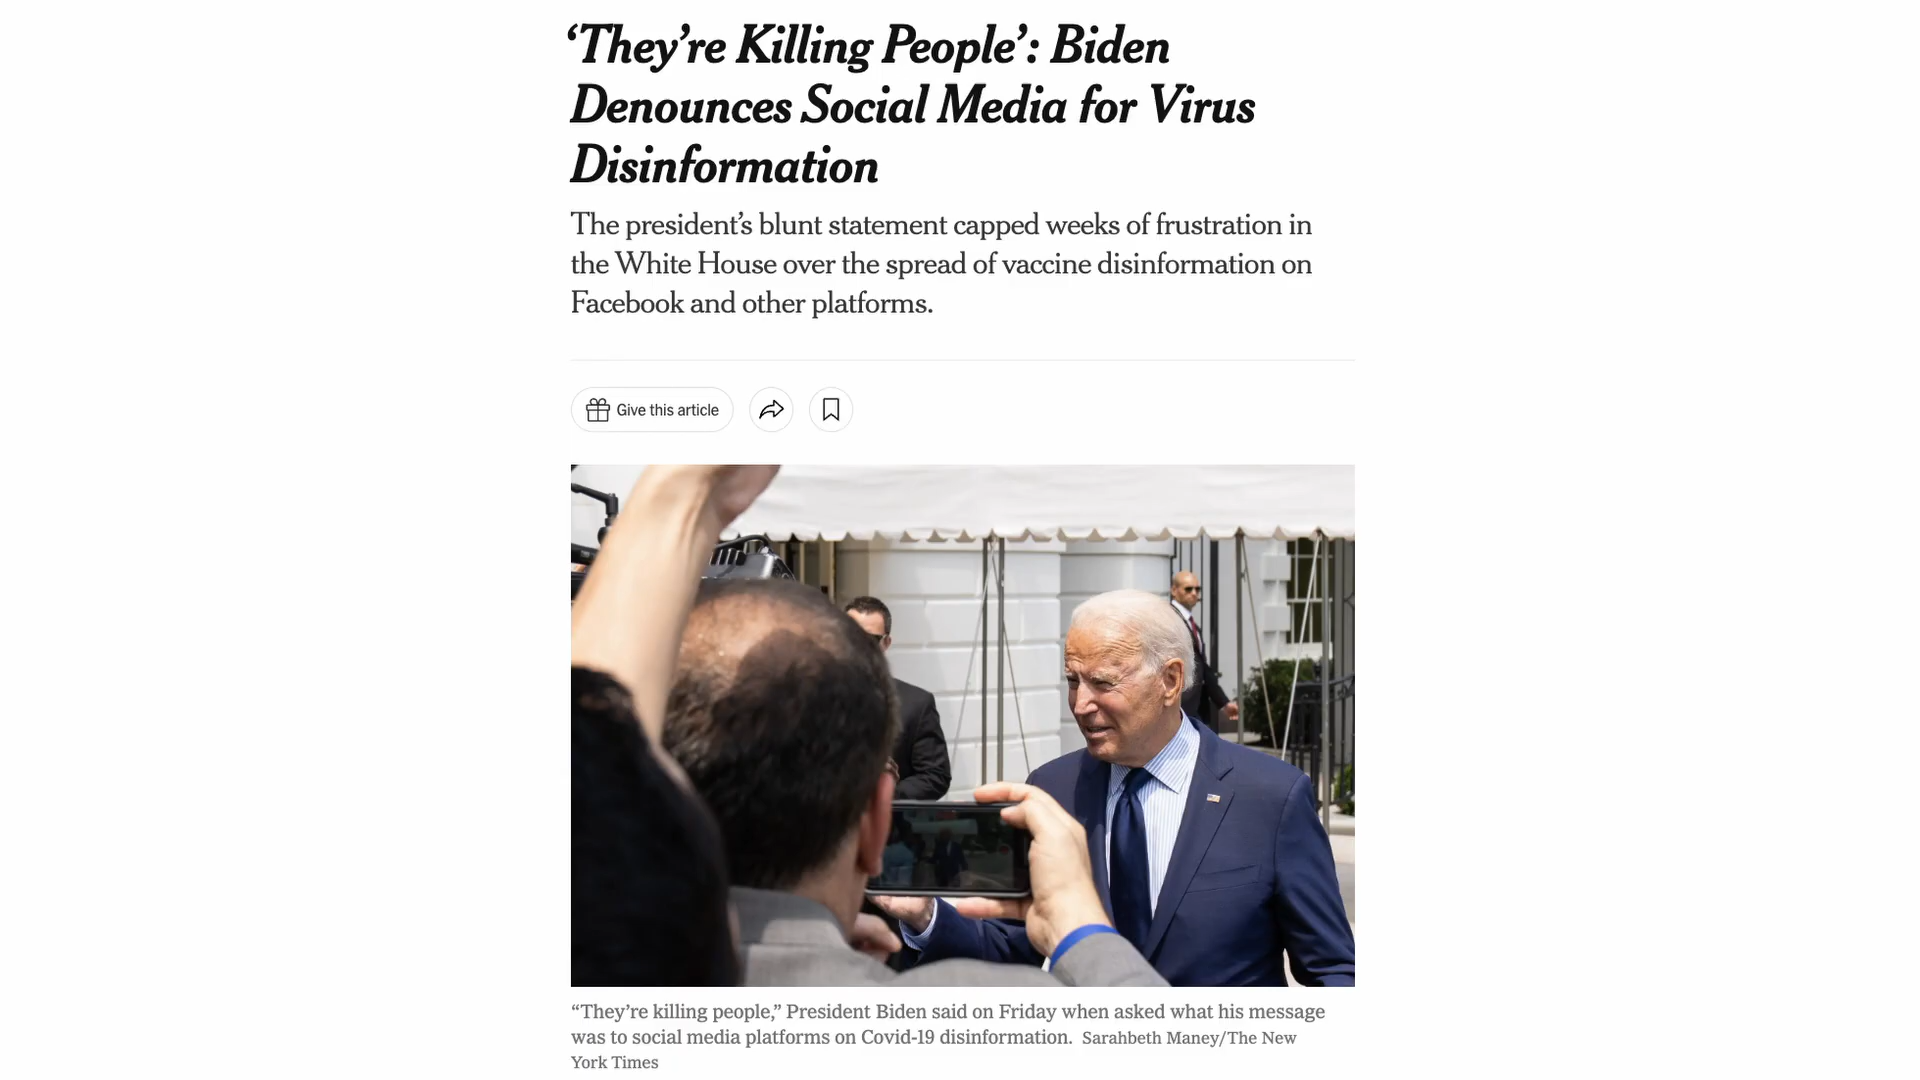 ‘They’re Killing People’: Biden
Denounces Social Media for Virus
Disinformation
The president’s blunt statement capped weeks of frustration in
the White House over the spread of vaccine disinformation on
Facebook and other platforms.
Give this article
“They’re killing people,” President Biden said on Friday when asked what his message
was to social media platforms on Covid-19 disinformation. Sarahbeth Maney/The New
York Times